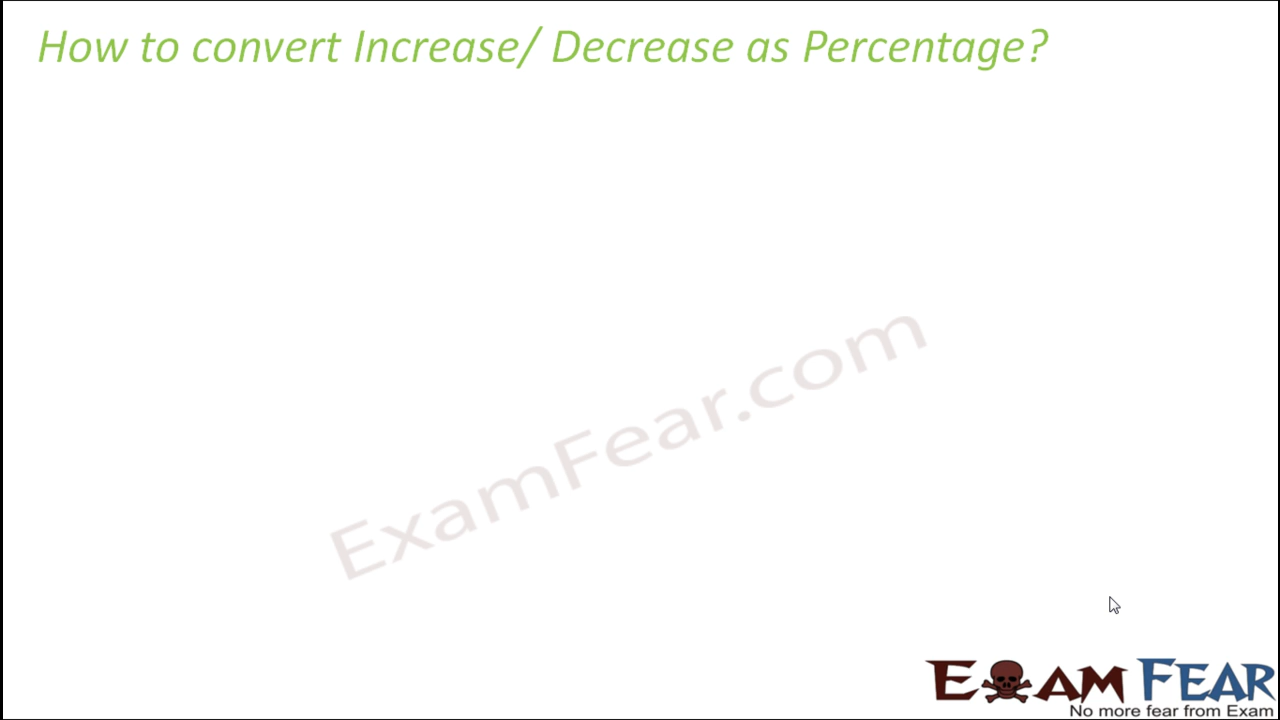 How to convert Increase/ Decrease as Percentage?
ExamFear.com
EXAM FEAR
No more fear from Exam